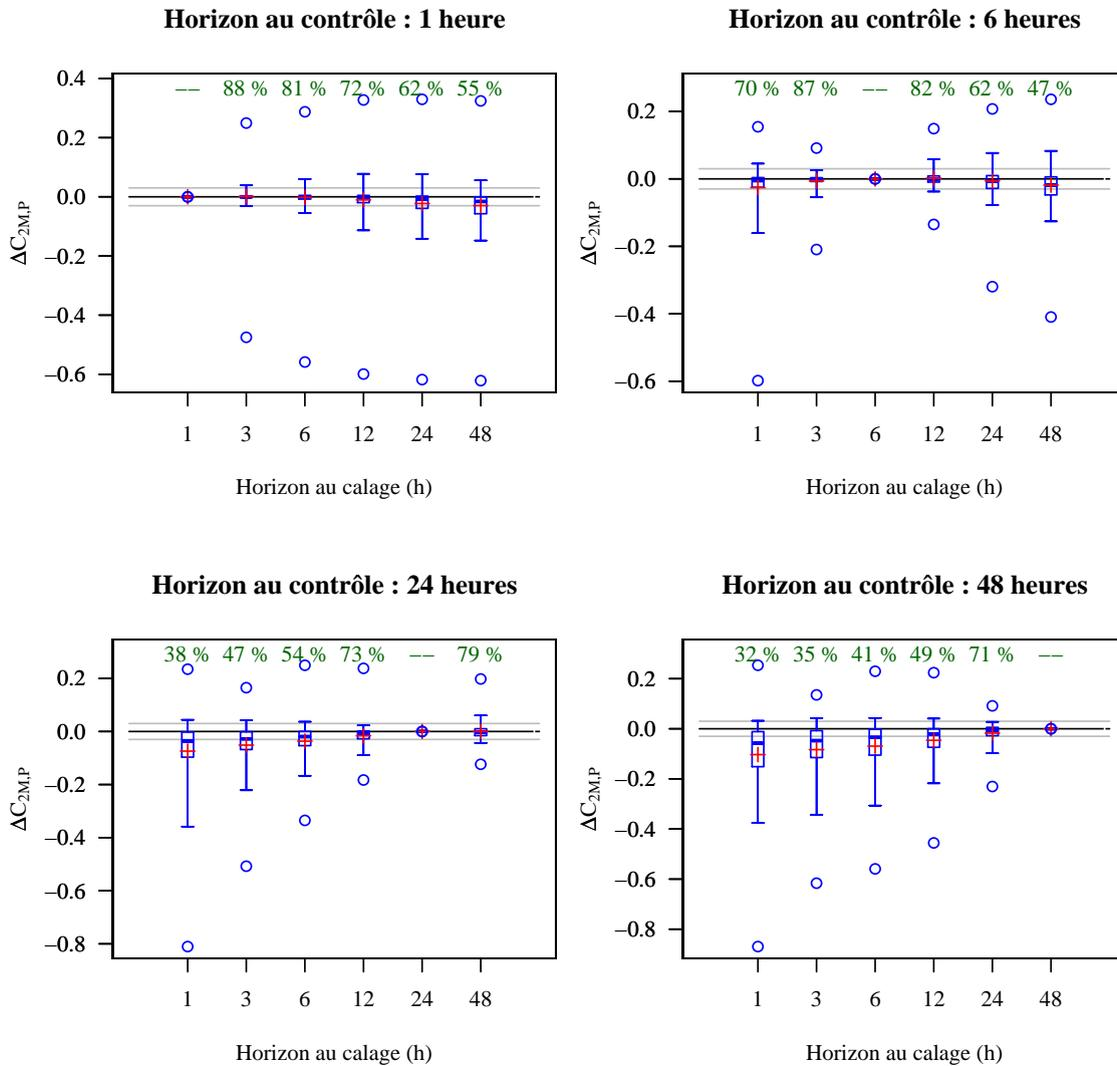 Horizon au contrôle : 1 heure
0.4
0.2
0.0
−0.2
−0.4
−0.6
ΔC2M,P
−− 88 % 81 % 72 % 62 % 55 %
1 3 6 12 24 48
Horizon au calage (h)
Horizon au contrôle : 6 heures
0.2
0.0
−0.2
−0.4
−0.6
ΔC2M,P
70 % 87 % −− 82 % 62 % 47 %
1 3 6 12 24 48
Horizon au calage (h)
Horizon au contrôle : 24 heures
0.2
0.0
−0.2
−0.4
−0.6
−0.8
ΔC2M,P
38 % 47 % 54 % 73 % −− 79 %
1 3 6 12 24 48
Horizon au calage (h)
Horizon au contrôle : 48 heures
0.2
0.0
−0.2
−0.4
−0.6
−0.8
ΔC2M,P
32 % 35 % 41 % 49 % 71 % −−
1 3 6 12 24 48
Horizon au calage (h)